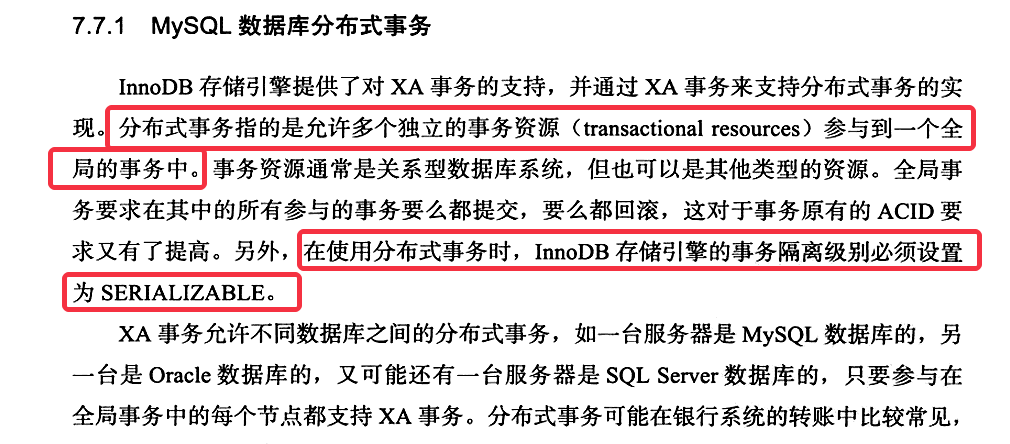 7.7.1 MySQL 数据库分布式事务
InnoDB 存储引擎提供了对 XA 事务的支持，并通过 XA 事务来支持分布式事务的实
现。分布式事务指的是允许多个独立的事务资源（transactional resources）参与到一个全
局的事务中。事务资源通常是关系型数据库系统，但也可以是其他类型的资源。全局事
务要求在其中的所有参与的事务要么都提交，要么都回滚，这对于事务原有的 ACID 要
求又有了提高。另外，在使用分布式事务时，InnoDB 存储引擎的事务隔离级别必须设置
为 SERIALIZABLE。
XA 事务允许不同数据库之间的分布式事务，如一台服务器是 MySQL 数据库的，另
一台是 Oracle 数据库的，又可能还有一台服务器是 SQL Server 数据库的，只要参与在
全局事务中的每个节点都支持 XA 事务。分布式事务可能在银行系统的转账中比较常见，